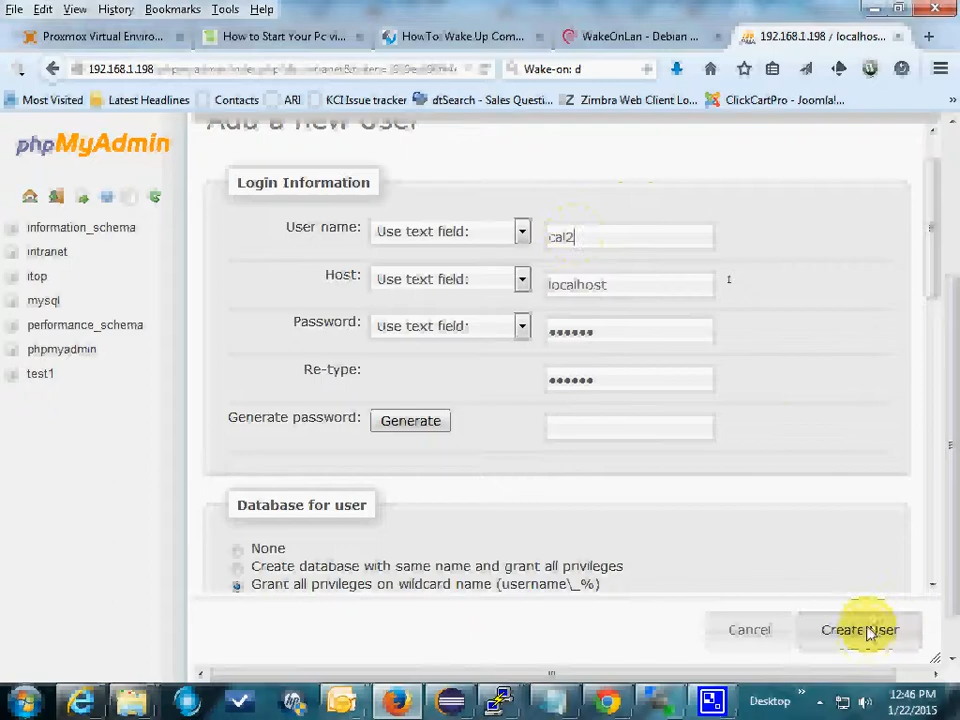 File Edit View History Bookmarks Tools Help
Proxmox Virtual Enviro... × How to Start Your Pc vi... × HowTo: Wake Up Com... × WakeOnLan - Debian ... × 192.168.1.198 / localhos... × +
192.168.1.198 Wake-on: d
Most Visited Latest Headlines Contacts ARI KCI Issue tracker dtSearch - Sales Questi... Zimbra Web Client Lo... ClickCartPro - Joomla!... »
phpMyAdmin
information_schema
intranet
itop
mysql
performance_schema
phpmyadmin
test1
Add a new user
Login Information
User name: Use text field: cal2
Host: Use text field: localhost
Password: Use text field: ••••••
Re-type: ••••••
Generate password: Generate
Database for user
None
Create database with same name and grant all privileges
Grant all privileges on wildcard name (username\_%)
Cancel Create User
Desktop »
12:46 PM
1/22/2015